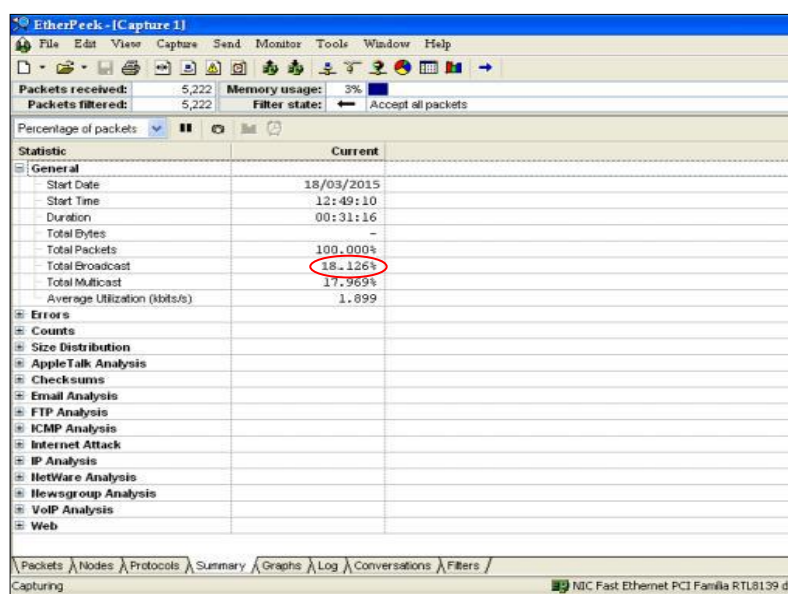 EtherPeek - [Capture 1]
File Edit View Capture Send Monitor Tools Window Help
Packets received: 5,222 Memory usage: 3%
Packets filtered: 5,222 Filter state: Accept all packets
Percentage of packets
Statistic Current
General
Start Date 18/03/2015
Start Time 12:49:10
Duration 00:31:16
Total Bytes -
Total Packets 100.000%
Total Broadcast 18.126%
Total Multicast 17.969%
Average Utilization (kbits/s) 1.899
Errors
Counts
Size Distribution
AppleTalk Analysis
Checksums
Email Analysis
FTP Analysis
ICMP Analysis
Internet Attack
IP Analysis
NetWare Analysis
Newsgroup Analysis
VoIP Analysis
Web
Packets Nodes Protocols Summary Graphs Log Conversations Filters
Capturing NIC Fast Ethernet PCI Familia RTL8139 d